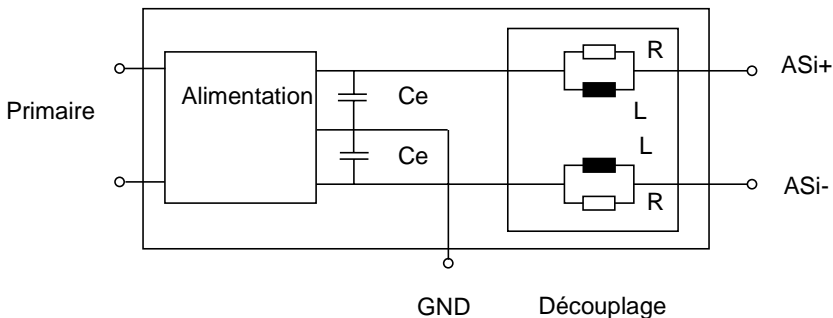 R
ASi+
Primaire
Alimentation
Ce
L
Ce
L
R
ASi-
GND
Découplage